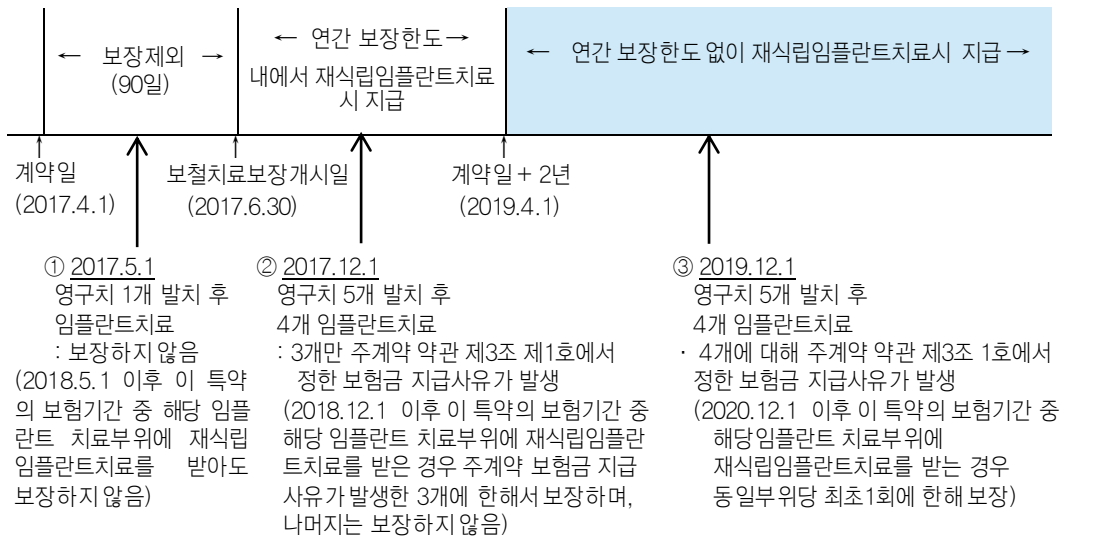 ← 보장제외 →
(90일)
← 연간 보장한도→
내에서 재식립임플란트치료
시 지급
← 연간 보장한도 없이 재식립임플란트치료시 지급 →
계약일
(2017.4.1)
보철치료보장개시일
(2017.6.30)
계약일 + 2년
(2019.4.1)
① 2017.5.1
영구치 1개 발치 후
임플란트치료
: 보장하지 않음
(2018.5.1 이후 이 특약
의 보험기간 중 해당 임플
란트 치료부위에 재식립
임플란트치료를 받아도
보장하지 않음)
② 2017.12.1
영구치 5개 발치 후
4개 임플란트치료
: 3개만 주계약 약관 제3조 제1호에서
정한 보험금 지급사유가 발생
(2018.12.1 이후 이 특약의 보험기간 중
해당 임플란트 치료부위에 재식립임플란
트치료를 받은 경우 주계약 보험금 지급
사유가 발생한 3개에 한해서 보장하며,
나머지는 보장하지 않음)
③ 2019.12.1
영구치 5개 발치 후
4개 임플란트치료
· 4개에 대해 주계약 약관 제3조 1호에서
정한 보험금 지급사유가 발생
(2020.12.1 이후 이 특약의 보험기간 중
해당임플란트 치료부위에
재식립임플란트치료를 받는 경우
동일부위당 최초1회에 한해 보장)